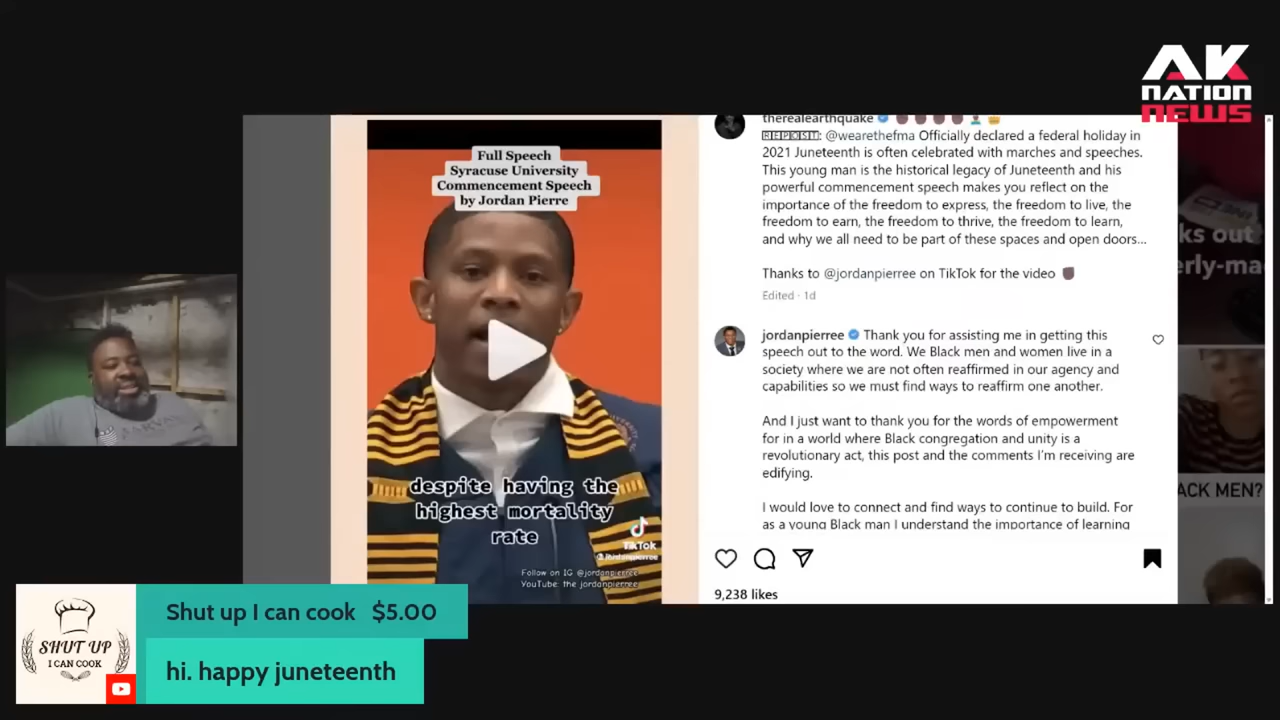 AK
NATION
NEWS
Full Speech
Syracuse University
Commencement Speech
by Jordan Pierre
despite having the
highest mortality
rate
TikTok
@jordanpierree
Follow on IG @jordanpierree
YouTube: the jordanpierree
therealearthquake
REPOST: @wearethefma Officially declared a federal holiday in
2021 Juneteenth is often celebrated with marches and speeches.
This young man is the historical legacy of Juneteenth and his
powerful commencement speech makes you reflect on the
importance of the freedom to express, the freedom to live, the
freedom to earn, the freedom to thrive, the freedom to learn,
and why we all need to be part of these spaces and open doors...
Thanks to @jordanpierree on TikTok for the video
Edited · 1d
jordanpierree Thank you for assisting me in getting this
speech out to the word. We Black men and women live in a
society where we are not often reaffirmed in our agency and
capabilities so we must find ways to reaffirm one another.
And I just want to thank you for the words of empowerment
for in a world where Black congregation and unity is a
revolutionary act, this post and the comments I'm receiving are
edifying.
I would love to connect and find ways to continue to build. For
as a young Black man I understand the importance of learning
9,238 likes
ks out
erly-ma
ACK MEN?
SHUT UP
I CAN COOK
Shut up I can cook $5.00
hi. happy juneteenth